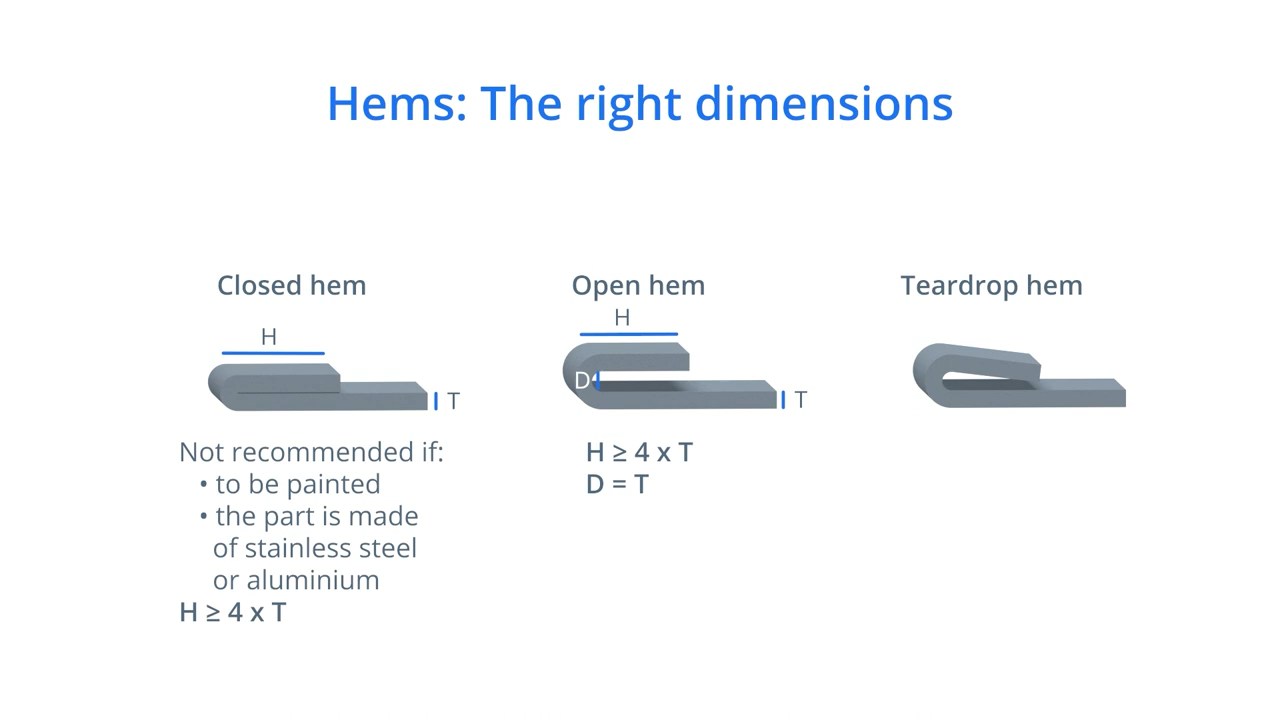 Hems: The right dimensions
Closed hem
H
T
Not recommended if:
• to be painted
• the part is made
of stainless steel
or aluminium
H ≥ 4 x T
Open hem
H
D
T
H ≥ 4 x T
D = T
Teardrop hem